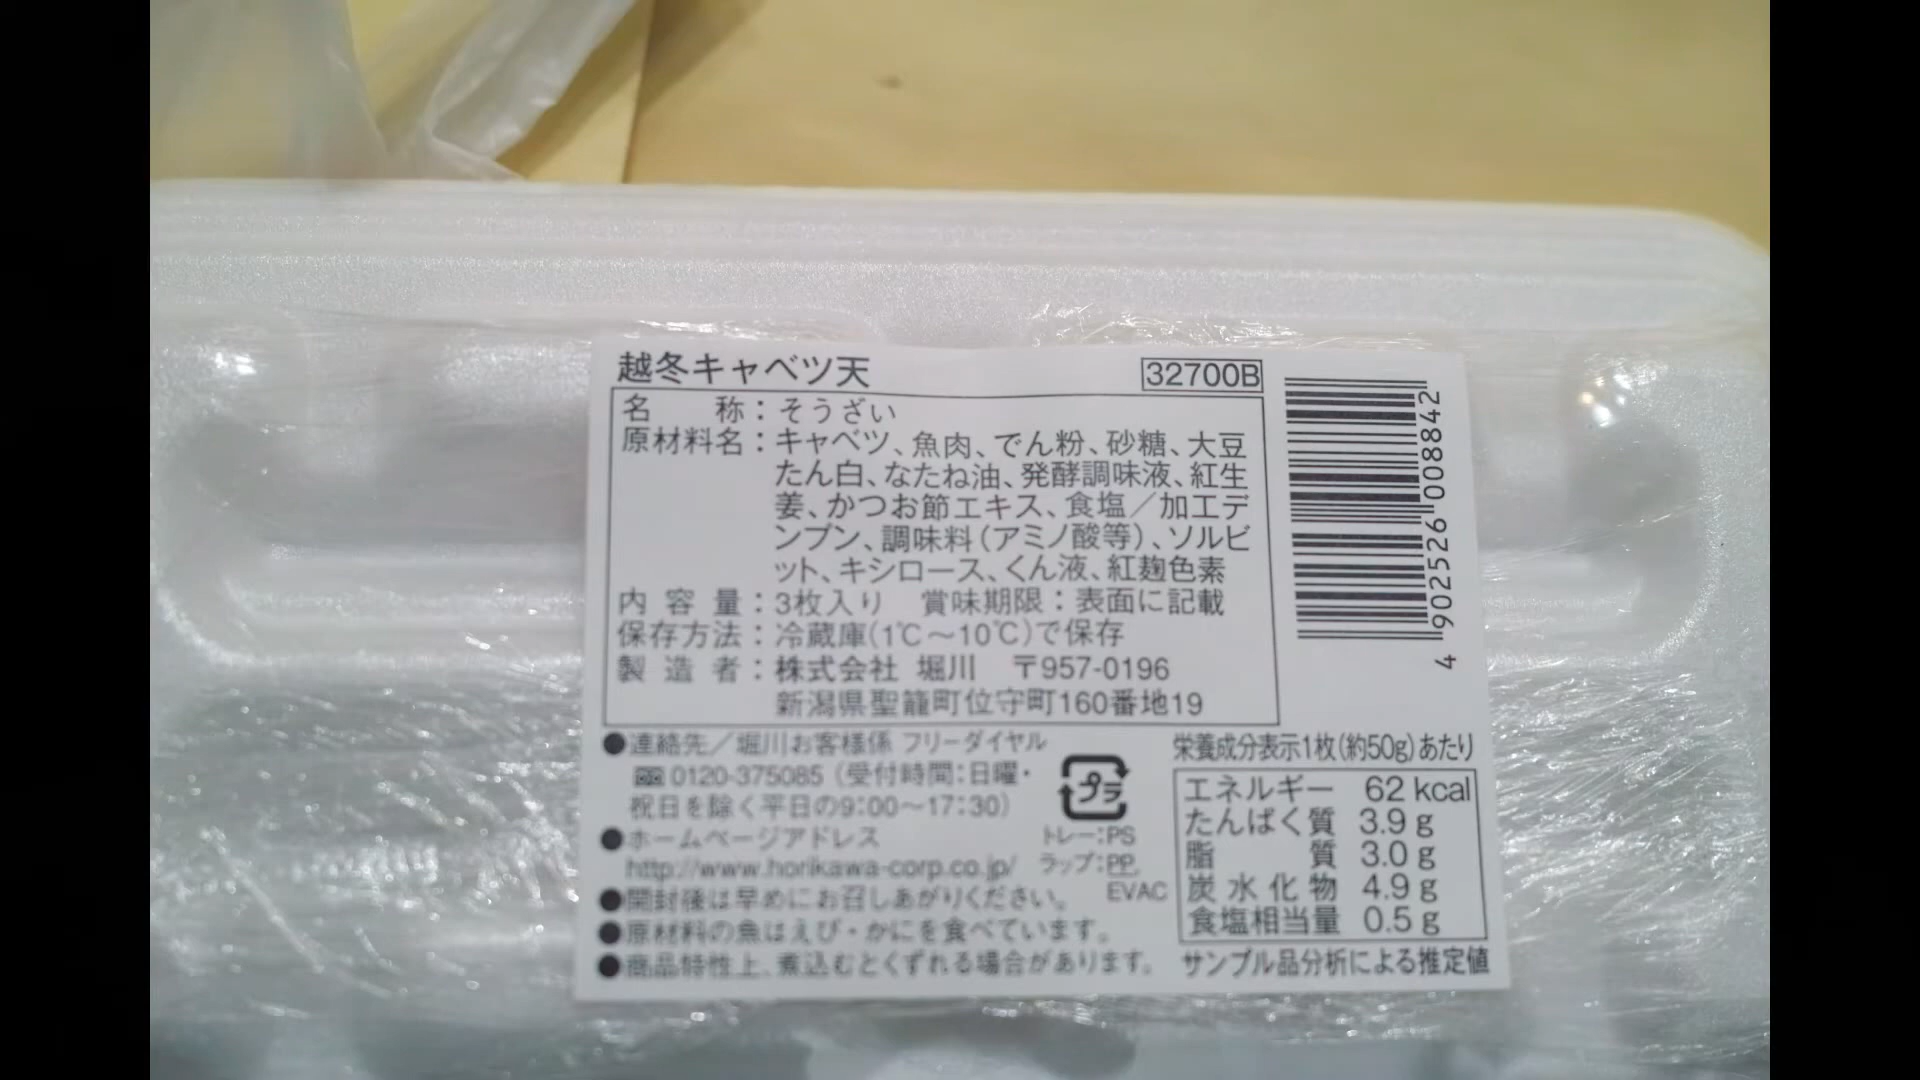 越冬キャベツ天 32700B
名称：そうざい
原材料名：キャベツ、魚肉、でん粉、砂糖、大豆
たん白、なたね油、発酵調味液、紅生
姜、かつお節エキス、食塩／加工デ
ンプン、調味料（アミノ酸等）、ソルビ
ット、キシロース、くん液、紅麹色素
内容量：3枚入り 賞味期限：表面に記載
保存方法：冷蔵庫(1℃～10℃)で保存
製造者：株式会社 堀川 〒957-0196
新潟県聖籠町位守町160番地19
4 902526 008842
●連絡先／堀川お客様係 フリーダイヤル
0120-375085（受付時間：日曜・
祝日を除く平日の9:00～17:30）
●ホームページアドレス
http://www.horikawa-corp.co.jp/
●開封後は早めにお召しあがりください。
●原材料の魚はえび・かにを食べています。
●商品特性上、煮込むとくずれる場合があります。
プラ
トレー：PS
ラップ：PP,
EVAC
栄養成分表示1枚(約50g)あたり
エネルギー 62 kcal
たんぱく質 3.9 g
脂質 3.0 g
炭水化物 4.9 g
食塩相当量 0.5 g
サンプル品分析による推定値